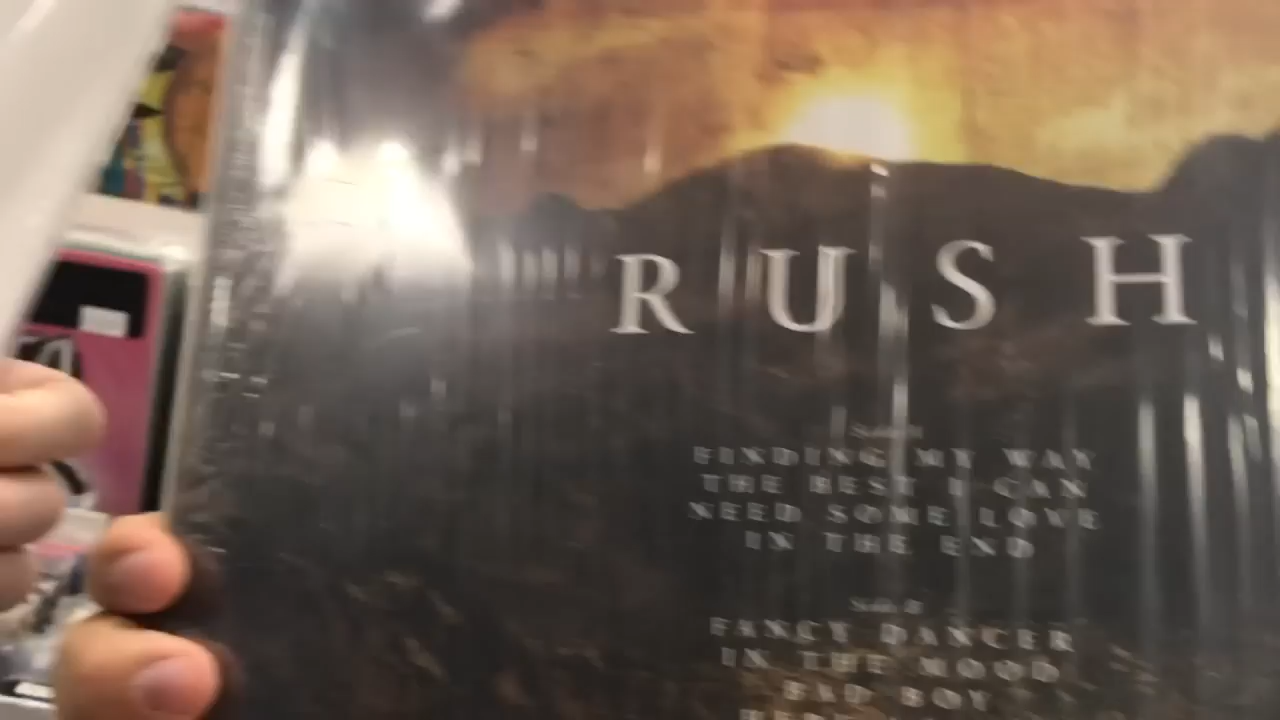 RUSH
FINDING MY WAY
THE BEST I CAN
NEED SOME LOVE
IN THE END
Side B
FANCY DANCER
IN THE MOOD
BAD BOY